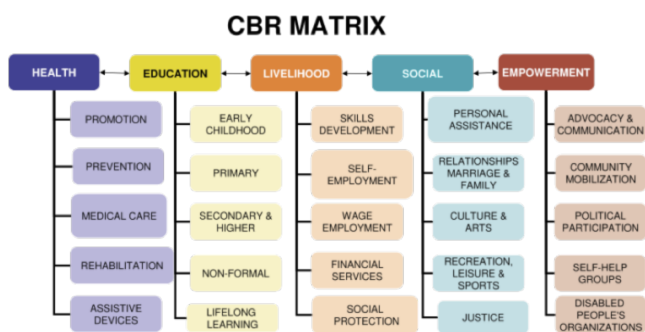 CBR MATRIX
HEALTH
EDUCATION
LIVELIHOOD
SOCIAL
EMPOWERMENT
PROMOTION
PREVENTION
MEDICAL CARE
REHABILITATION
ASSISTIVE
DEVICES
EARLY
CHILDHOOD
PRIMARY
SECONDARY &
HIGHER
NON-FORMAL
LIFELONG
LEARNING
SKILLS
DEVELOPMENT
SELF-
EMPLOYMENT
WAGE
EMPLOYMENT
FINANCIAL
SERVICES
SOCIAL
PROTECTION
PERSONAL
ASSISTANCE
RELATIONSHIPS
MARRIAGE &
FAMILY
CULTURE &
ARTS
RECREATION,
LEISURE &
SPORTS
JUSTICE
ADVOCACY &
COMMUNICATION
COMMUNITY
MOBILIZATION
POLITICAL
PARTICIPATION
SELF-HELP
GROUPS
DISABLED
PEOPLE'S
ORGANIZATIONS